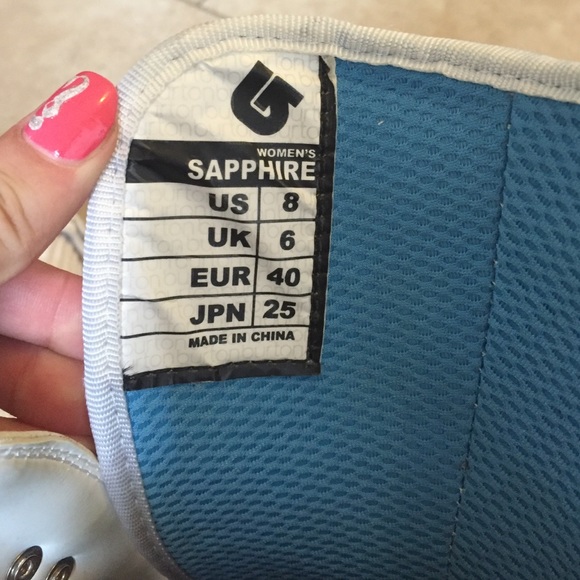 WOMEN'S
SAPPHIRE
US 8
UK 6
EUR 40
JPN 25
MADE IN CHINA